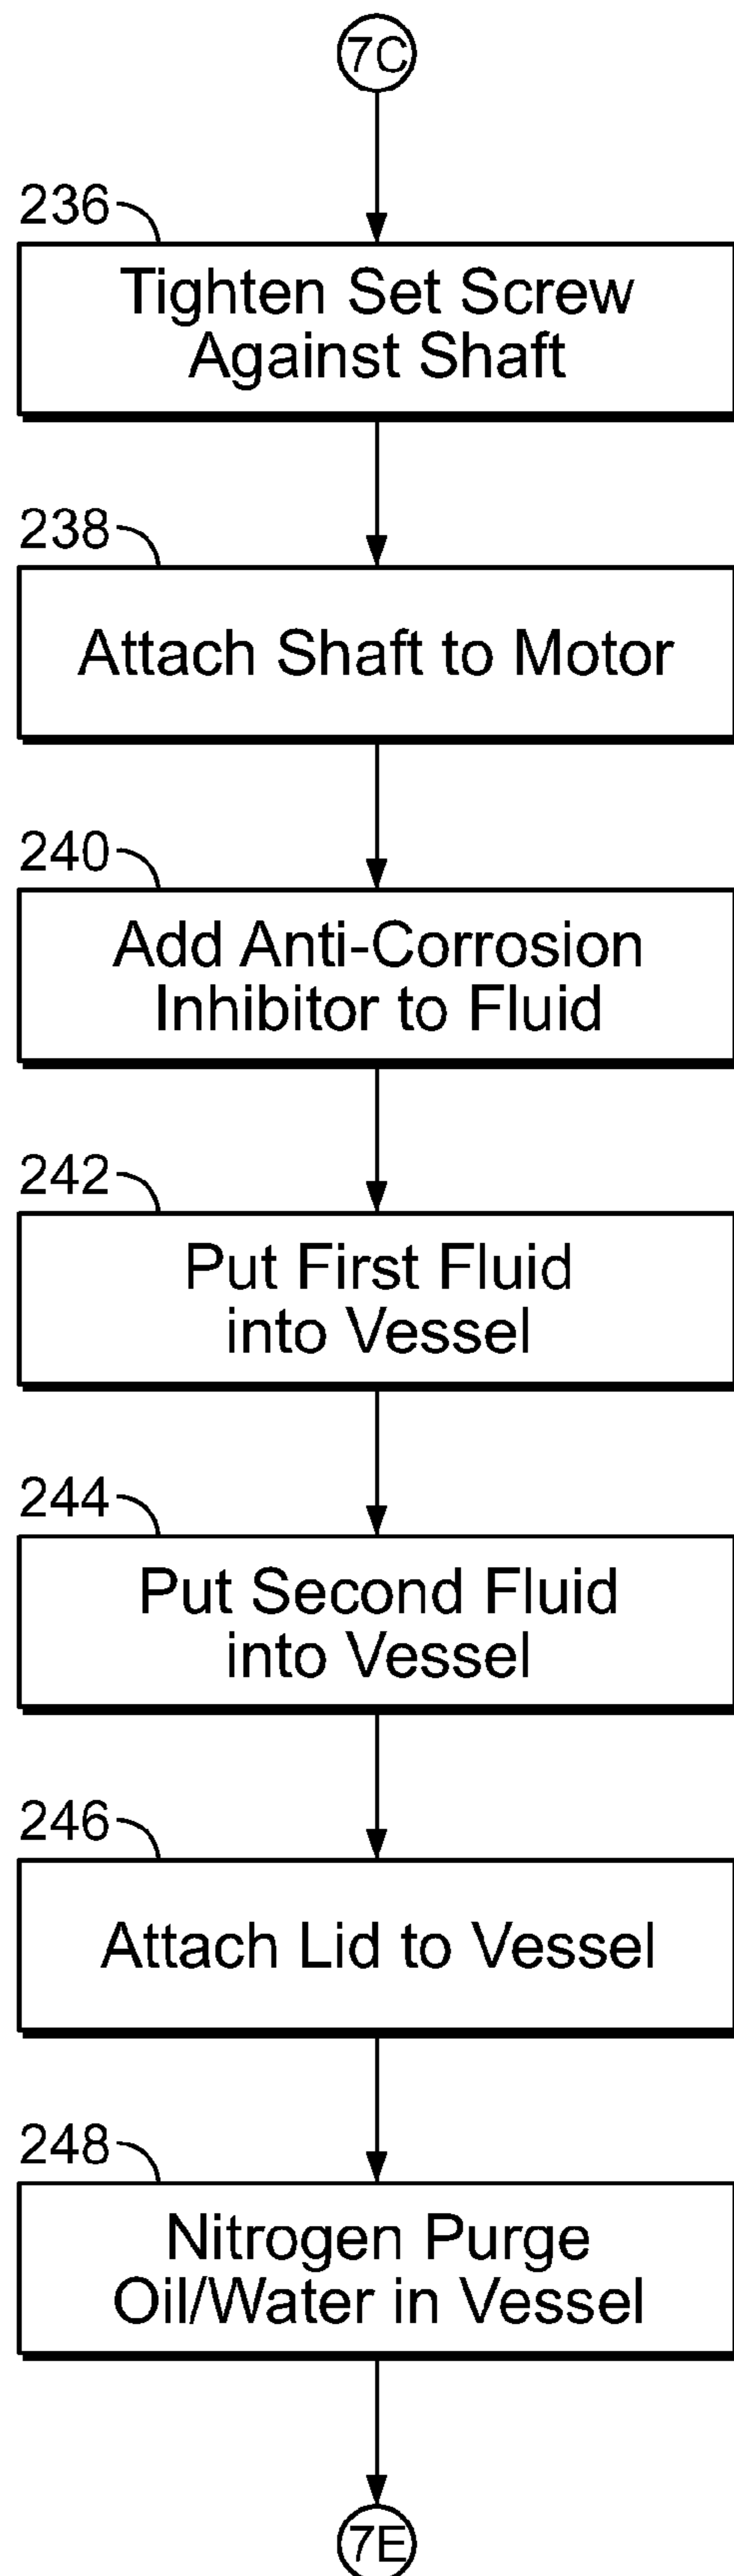 7C
236
Tighten Set Screw
Against Shaft
238
Attach Shaft to Motor
240
Add Anti-Corrosion
Inhibitor to Fluid
242
Put First Fluid
into Vessel
244
Put Second Fluid
into Vessel
246
Attach Lid to Vessel
248
Nitrogen Purge
Oil/Water in Vessel
7E